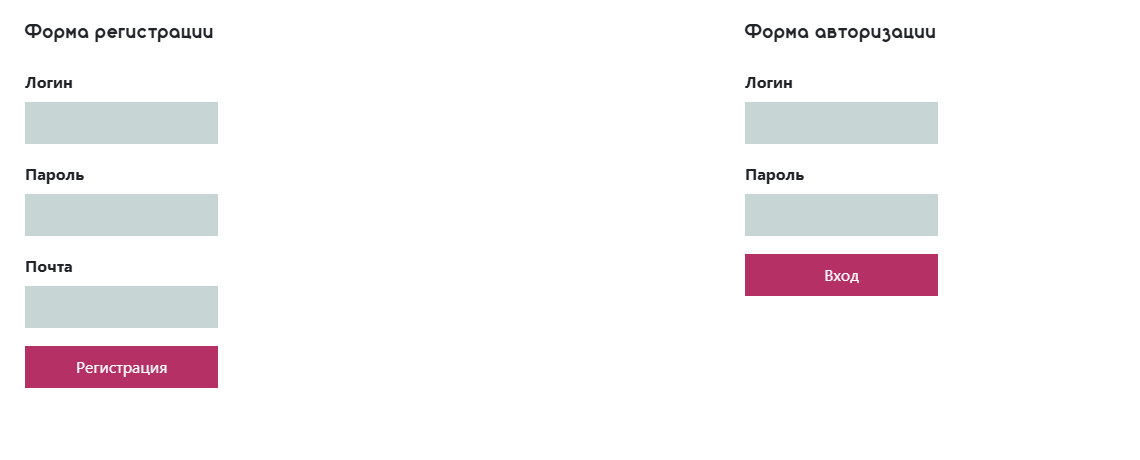 Форма регистрации
Логин
Пароль
Почта
Регистрация
Форма авторизации
Логин
Пароль
Вход